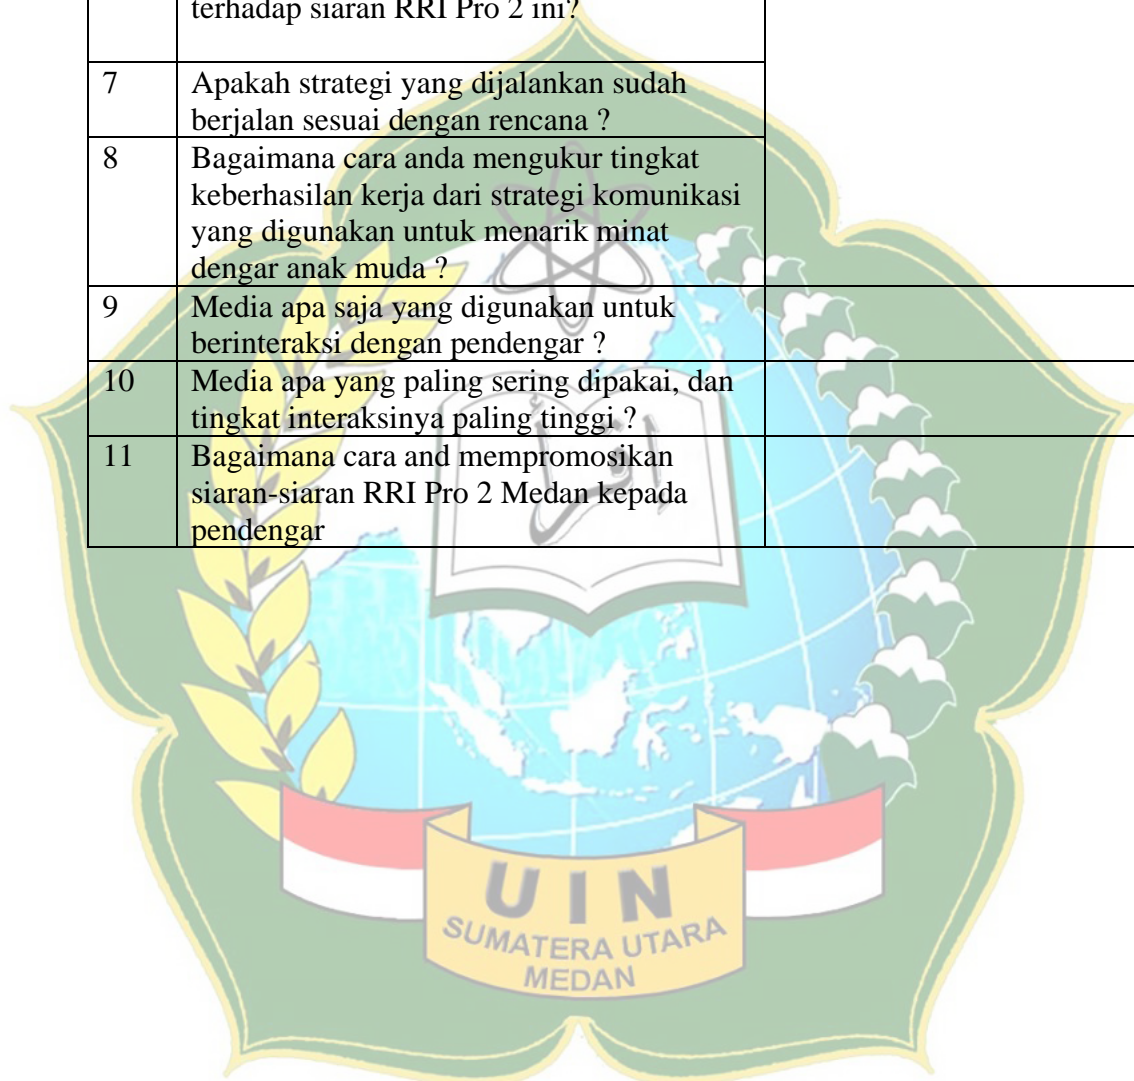 terhadap siaran RRI Pro 2 ini?
7 Apakah strategi yang dijalankan sudah
berjalan sesuai dengan rencana ?
8 Bagaimana cara anda mengukur tingkat
keberhasilan kerja dari strategi komunikasi
yang digunakan untuk menarik minat
dengar anak muda ?
9 Media apa saja yang digunakan untuk
berinteraksi dengan pendengar ?
10 Media apa yang paling sering dipakai, dan
tingkat interaksinya paling tinggi ?
11 Bagaimana cara and mempromosikan
siaran-siaran RRI Pro 2 Medan kepada
pendengar
UIN
SUMATERA UTARA
MEDAN